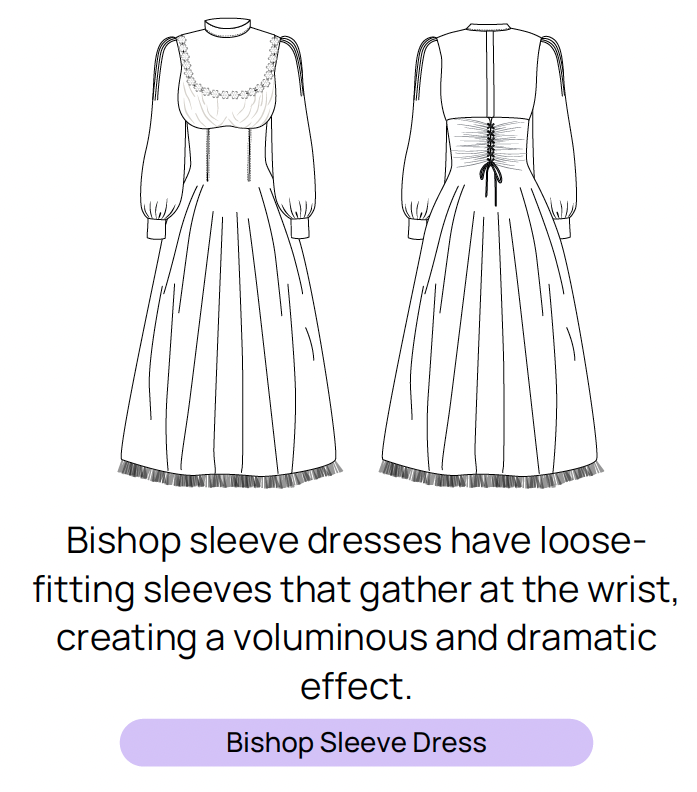 Bishop sleeve dresses have loose-
fitting sleeves that gather at the wrist,
creating a voluminous and dramatic
effect.
Bishop Sleeve Dress